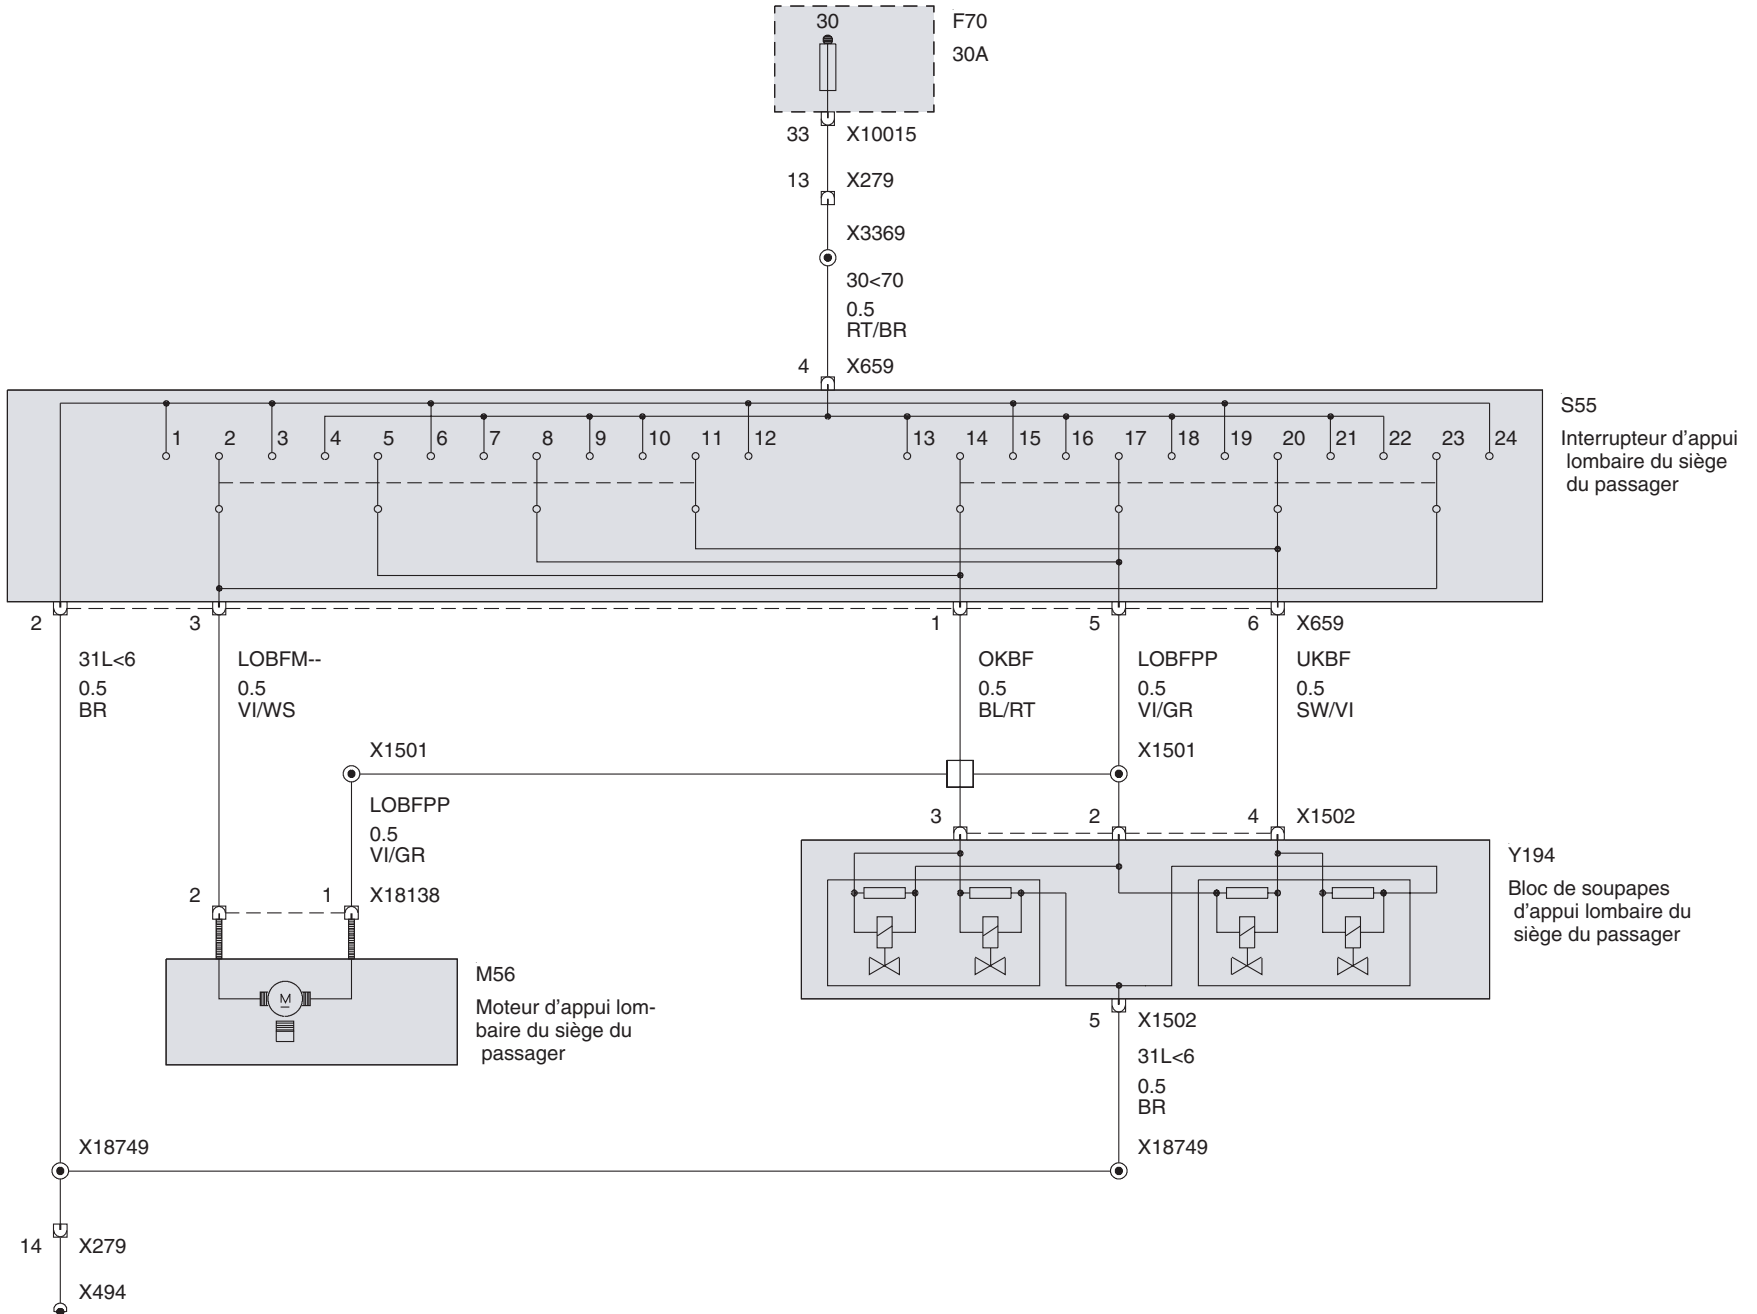 30
F70
30A
33
X10015
13
X279
X3369
30<70
0.5
RT/BR
4
X659
S55
Interrupteur d'appui
lombaire du siège
du passager
1
2
3
4
5
6
7
8
9
10
11
12
13
14
15
16
17
18
19
20
21
22
23
24
2
3
1
5
6
X659
31L<6
0.5
BR
LOBFM--
0.5
VI/WS
OKBF
0.5
BL/RT
LOBFPP
0.5
VI/GR
UKBF
0.5
SW/VI
X1501
X1501
LOBFPP
0.5
VI/GR
3
2
4
X1502
2
1
X18138
Y194
Bloc de soupapes
d'appui lombaire du
siège du passager
M
M56
Moteur d'appui lom-
baire du siège du
passager
5
X1502
31L<6
0.5
BR
X18749
X18749
14
X279
X494